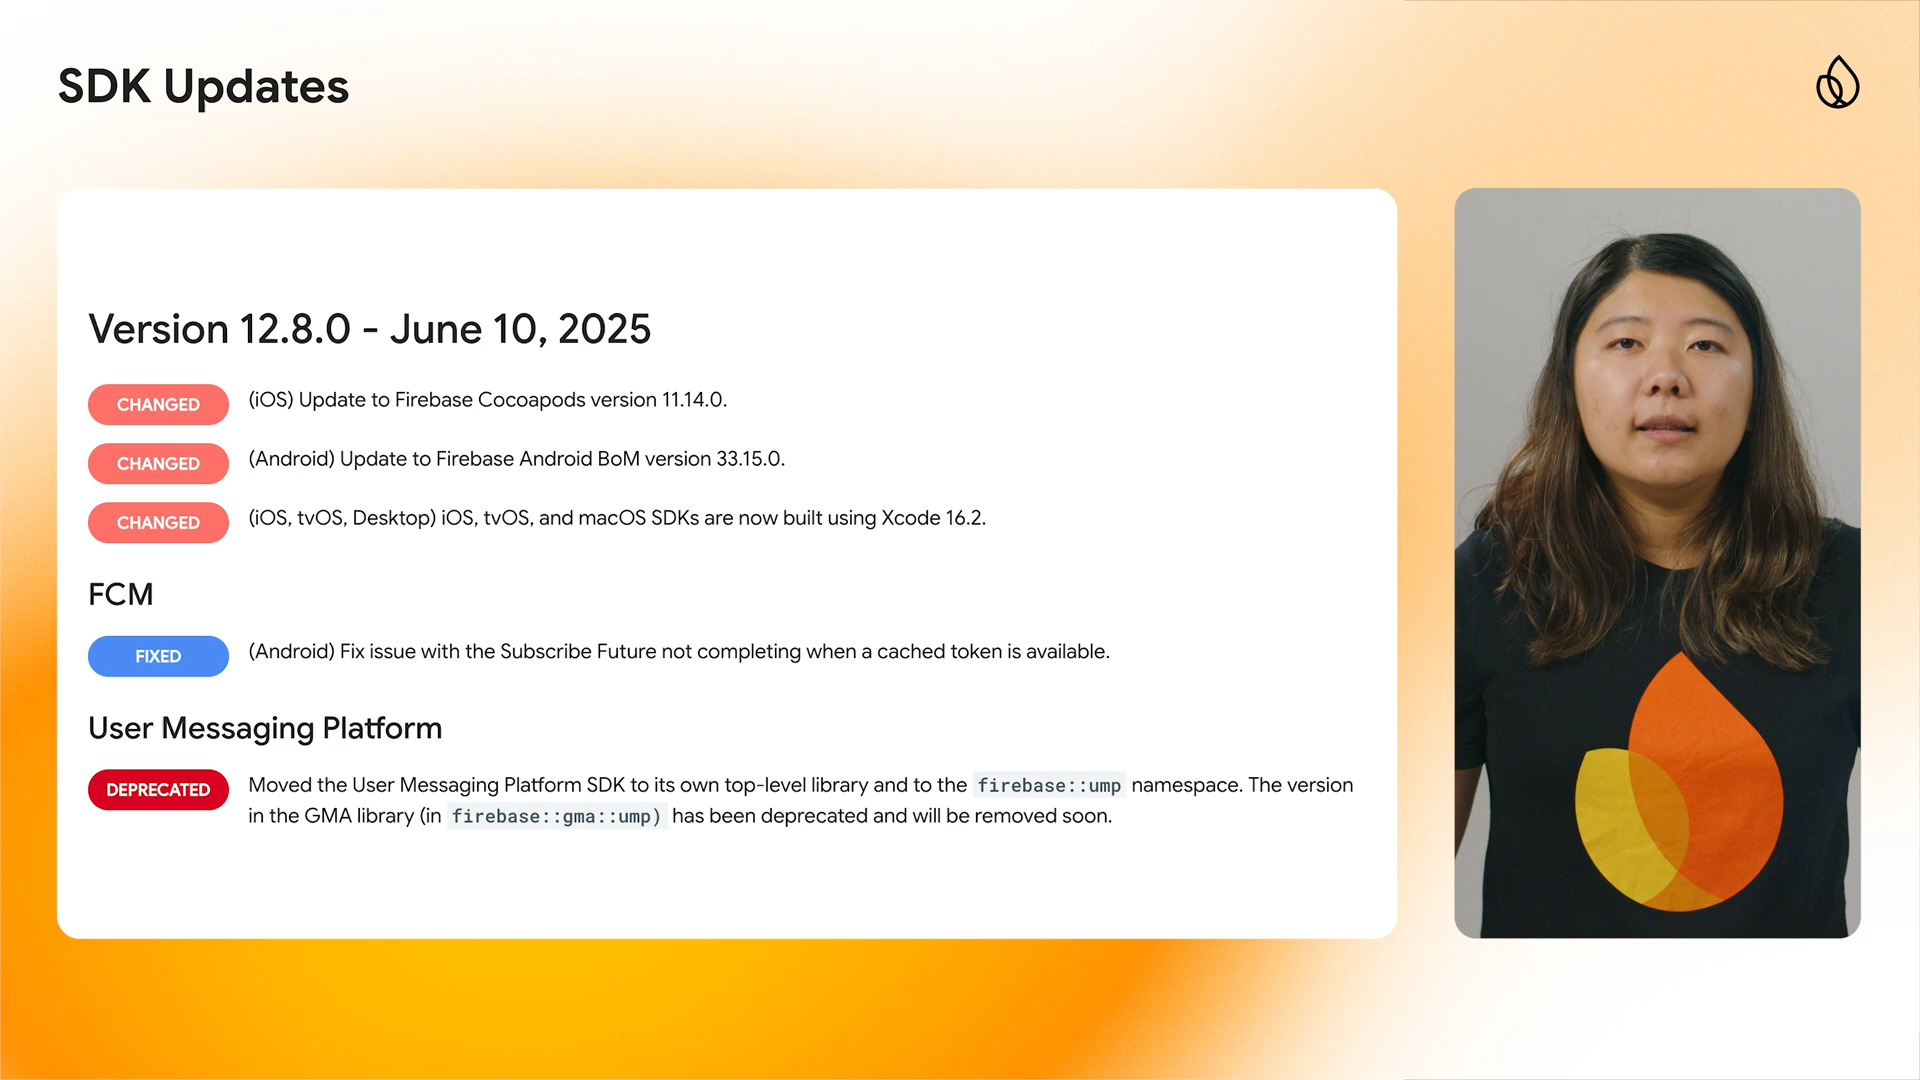 SDK Updates
Version 12.8.0 - June 10, 2025
CHANGED (iOS) Update to Firebase Cocoapods version 11.14.0.
CHANGED (Android) Update to Firebase Android BoM version 33.15.0.
CHANGED (iOS, tvOS, Desktop) iOS, tvOS, and macOS SDKs are now built using Xcode 16.2.
FCM
FIXED (Android) Fix issue with the Subscribe Future not completing when a cached token is available.
User Messaging Platform
DEPRECATED Moved the User Messaging Platform SDK to its own top-level library and to the firebase::ump namespace. The version
in the GMA library (in firebase::gma::ump) has been deprecated and will be removed soon.